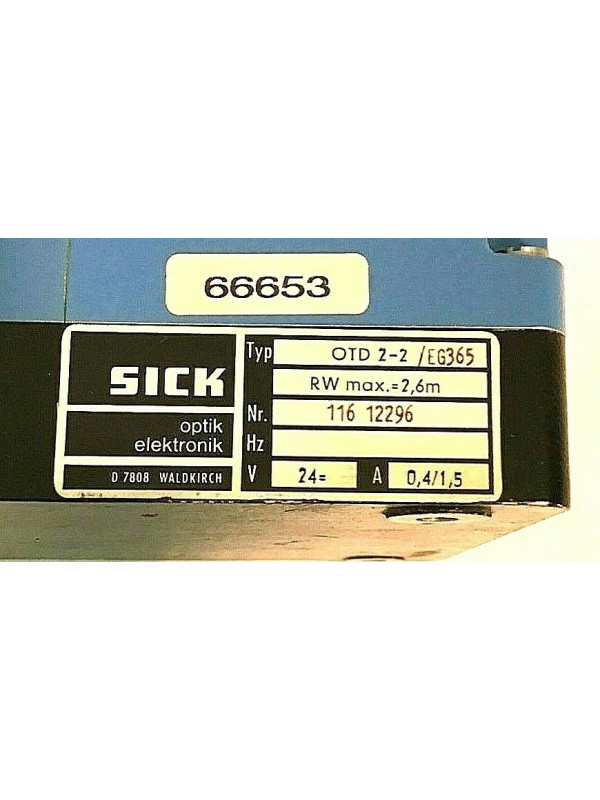 66653
SICK
optik
elektronik
D 7808 WALDKIRCH
Typ OTD 2-2 /EG365
RW max.=2,6m
Nr. 116 12296
Hz
V 24= A 0,4/1,5